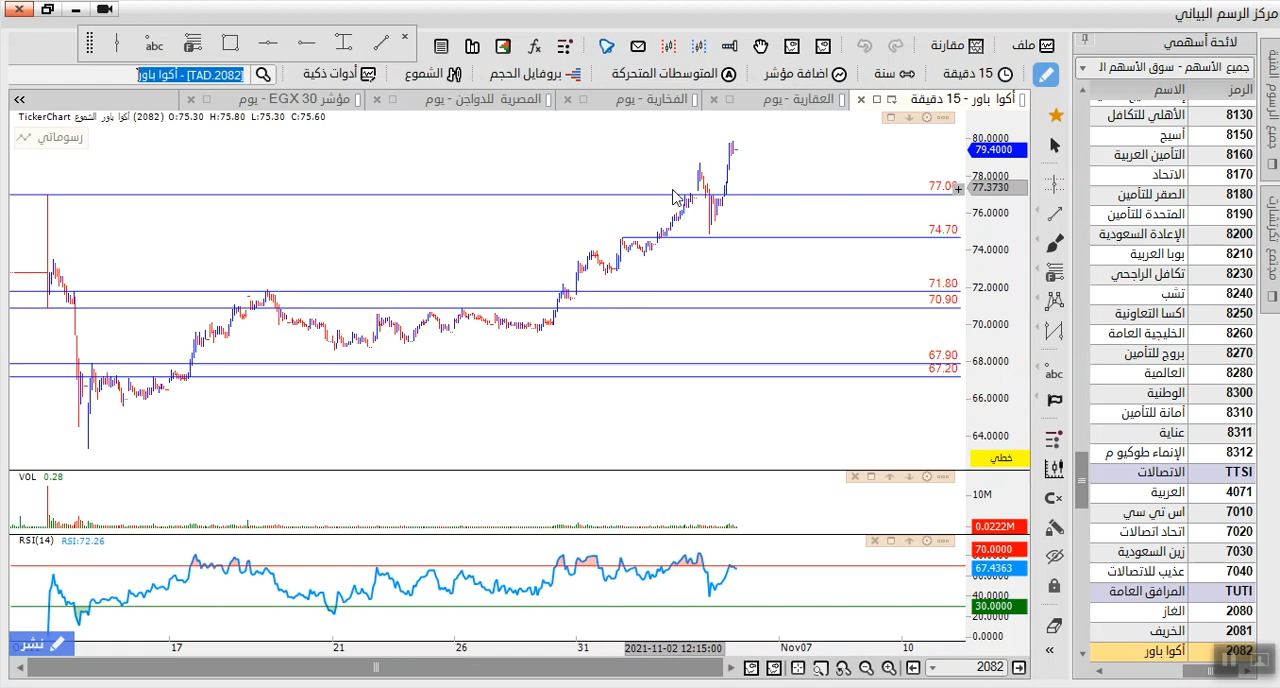 مركز الرسم البياني
لائحة أسهمي
ملف
مقارنة
abc
15 دقيقة
سنة
اضافة مؤشر
المتوسطات المتحركة
بروفايل الحجم
الشموع
أدوات ذكية
أكوا باور - [TAD.2082]
جميع الأسهم - سوق الأسهم ال
أكوا باور - 15 دقيقة
العقارية - يوم
الفخارية - يوم
المصرية للدواجن - يوم
مؤشر EGX 30 - يوم
الرمز
الاسم
TickerChart الشموع (2082) أكوا باور O:75.30 H:75.80 L:75.30 C:75.60
رسوماتي
80.0000
79.4000
78.0000
77.3730
77.00
76.0000
74.70
74.0000
72.0000
71.80
70.90
70.0000
68.0000
67.90
67.20
66.0000
64.0000
خطي
VOL 0.28
10M
0.0222M
RSI(14) RSI:72.26
70.0000
67.4363
40.0000
30.0000
20.0000
0.0000
نشر
17
21
26
31
2021-11-02 12:15:00
Nov07
10
2082
abc
8130 الأهلي للتكافل
8150 أسيج
8160 التأمين العربية
8170 الاتحاد
8180 الصقر للتأمين
8190 المتحدة للتأمين
8200 الإعادة السعودية
8210 بوبا العربية
8230 تكافل الراجحي
8240 تشب
8250 اكسا التعاونية
8260 الخليجية العامة
8270 بروج للتأمين
8280 العالمية
8300 الوطنية
8310 أمانة للتأمين
8311 عناية
8312 الإنماء طوكيو م
TTSI الاتصالات
4071 العربية
7010 اس تي سي
7020 اتحاد اتصالات
7030 زين السعودية
7040 عذيب للاتصالات
TUTI المرافق العامة
2080 الغاز
2081 الخريف
2082 أكوا باور